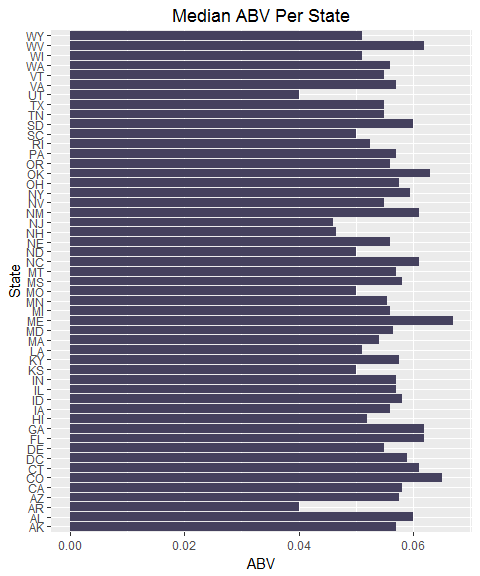 Median ABV Per State
WY
WV
WI
WA
VT
VA
UT
TX
TN
SD
SC
RI
PA
OR
OK
OH
NY
NV
NM
NJ
NH
NE
ND
NC
MT
MS
MO
MN
MI
ME
MD
MA
LA
KY
KS
IN
IL
ID
IA
HI
GA
FL
DE
DC
CT
CO
CA
AZ
AR
AL
AK
State
0.00 0.02 0.04 0.06
ABV